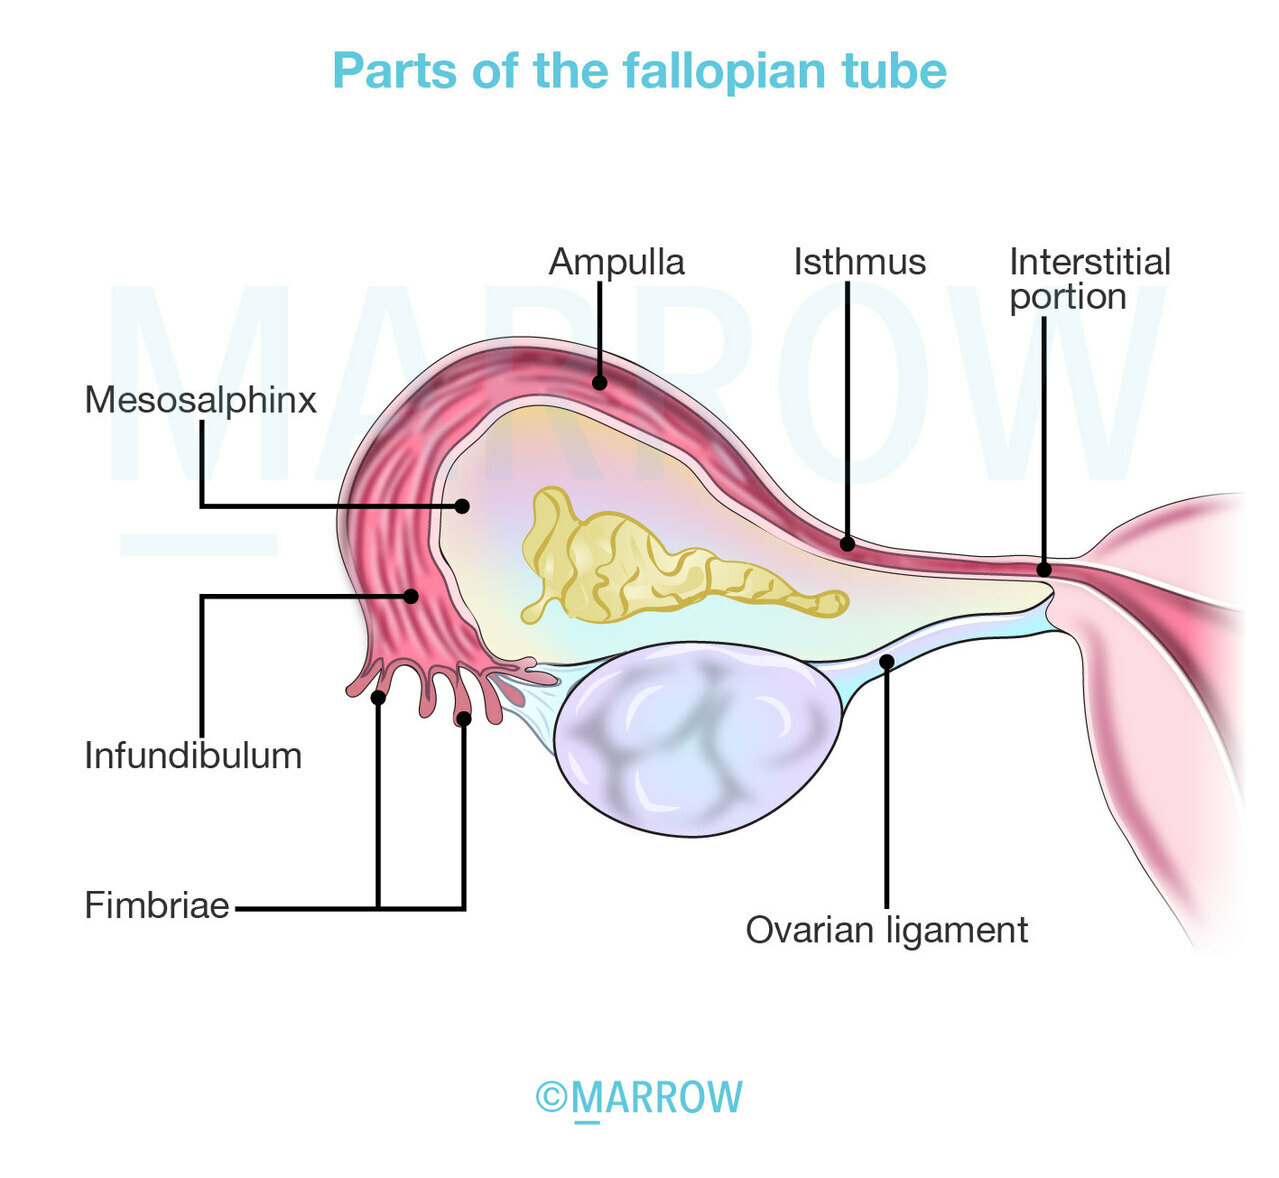 Parts of the fallopian tube
Ampulla
Isthmus
Interstitial
portion
Mesosalphinx
MARROW
Infundibulum
Fimbriae
Ovarian ligament
©MARROW